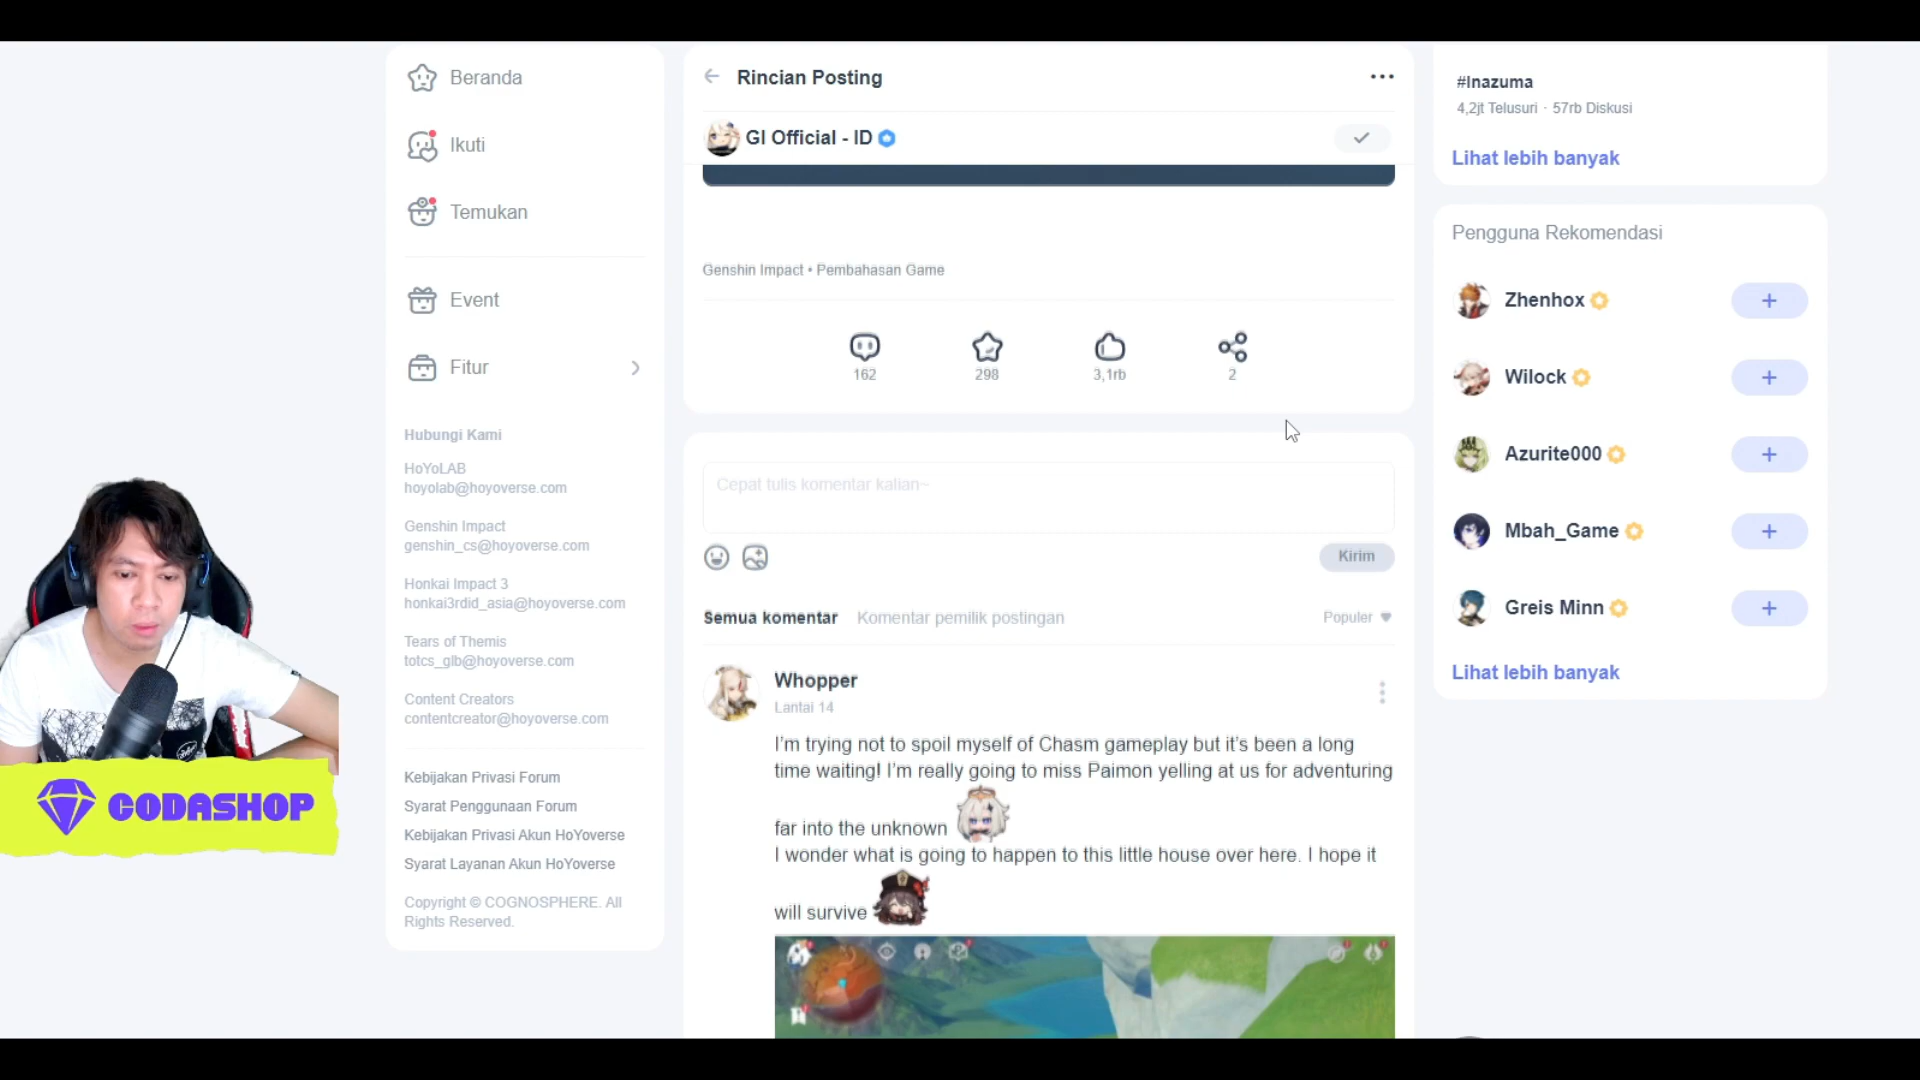 Beranda
Ikuti
Temukan
Event
Fitur
Hubungi Kami
HoYoLAB
hoyolab@hoyoverse.com
Genshin Impact
genshin_cs@hoyoverse.com
Honkai Impact 3
honkai3rdid_asia@hoyoverse.com
Tears of Themis
totcs_glb@hoyoverse.com
Content Creators
contentcreator@hoyoverse.com
Kebijakan Privasi Forum
Syarat Penggunaan Forum
Kebijakan Privasi Akun HoYoverse
Syarat Layanan Akun HoYoverse
Copyright © COGNOSPHERE. All
Rights Reserved.
CODASHOP
Rincian Posting
GI Official - ID
Genshin Impact • Pembahasan Game
162
298
3,1rb
2
Cepat tulis komentar kalian~
Kirim
Semua komentar
Komentar pemilik postingan
Populer
Whopper
Lantai 14
I'm trying not to spoil myself of Chasm gameplay but it's been a long
time waiting! I'm really going to miss Paimon yelling at us for adventuring
far into the unknown
I wonder what is going to happen to this little house over here. I hope it
will survive
#Inazuma
4,2jt Telusuri · 57rb Diskusi
Lihat lebih banyak
Pengguna Rekomendasi
Zhenhox
Wilock
Azurite000
Mbah_Game
Greis Minn
Lihat lebih banyak